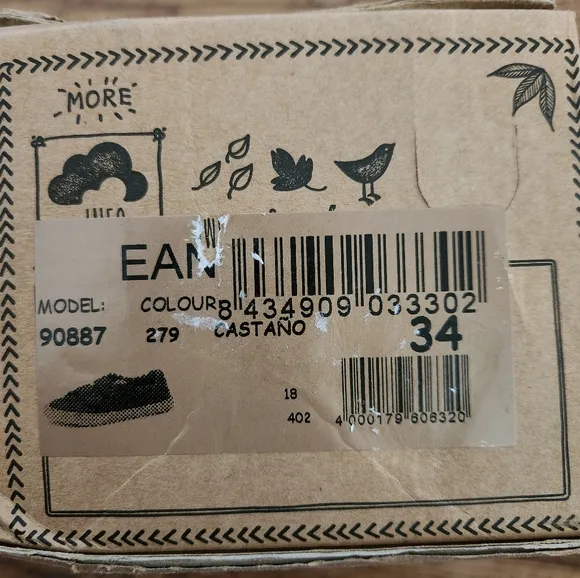 MORE
INFO
EAN
8 434909 033302
MODEL: COLOUR
90887 279 CASTAÑO 34
18
402 4 000179 606320